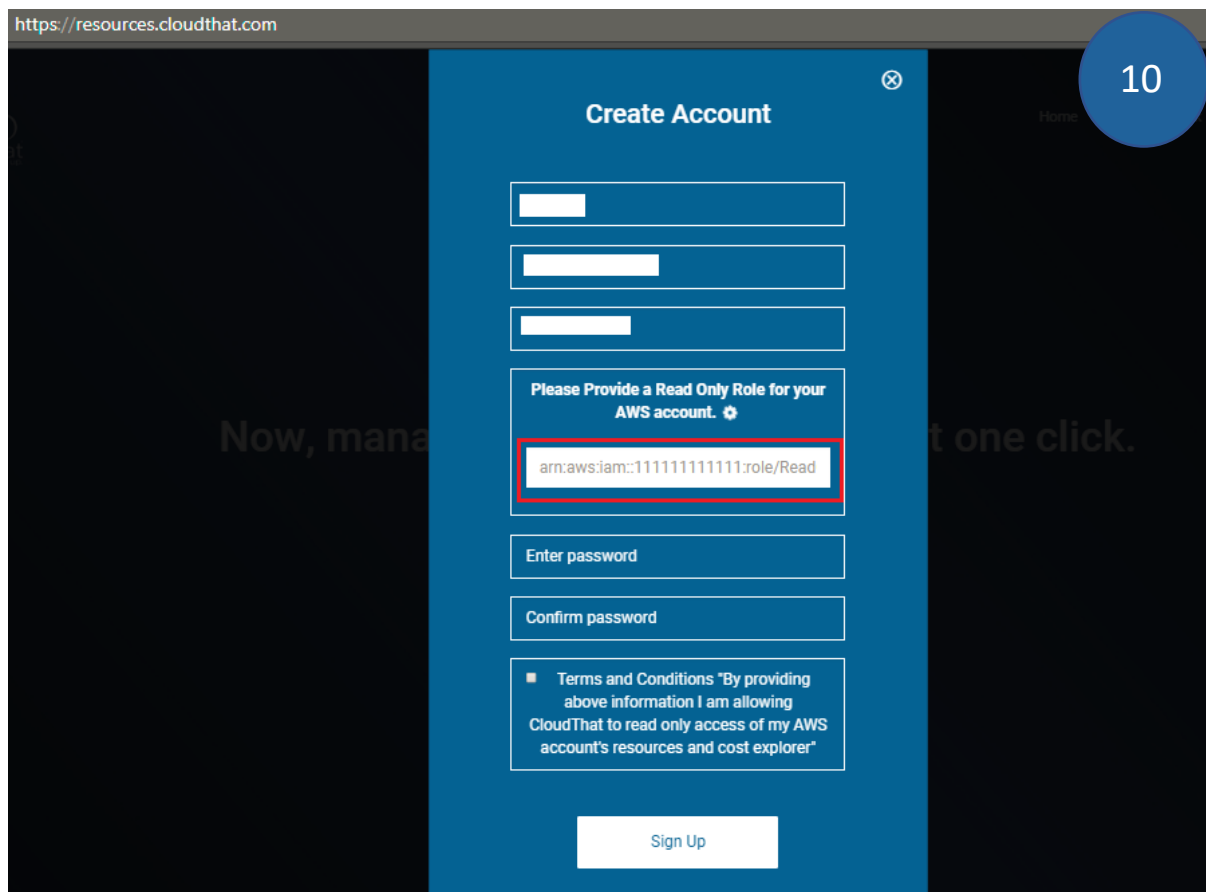 https://resources.cloudthat.com
10
Create Account
Home
at
Please Provide a Read Only Role for your
AWS account.
Now, mana
t one click.
arn:aws:iam::111111111111:role/Read
Enter password
Confirm password
Terms and Conditions "By providing
above information I am allowing
CloudThat to read only access of my AWS
account's resources and cost explorer"
Sign Up